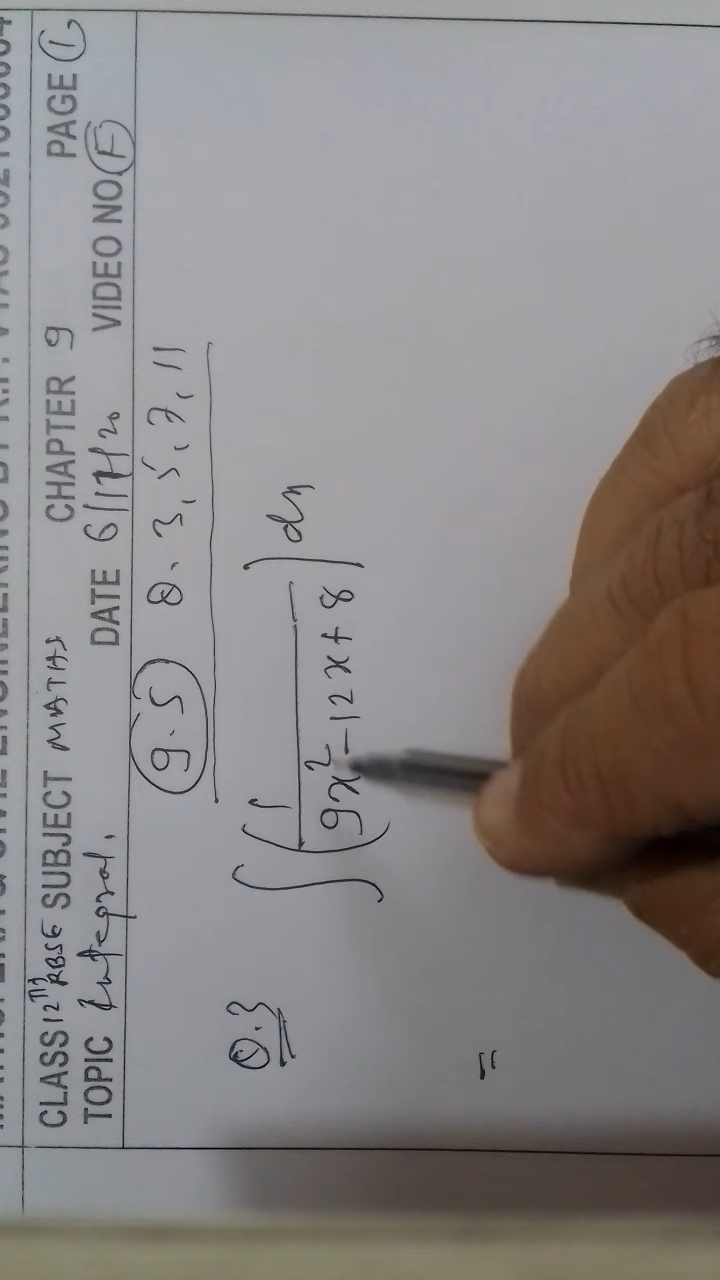 CLASS 12TH RBSE SUBJECT MATHS CHAPTER 9 PAGE 1
TOPIC Integral. DATE 6/17/20 VIDEO NO. F
9.5 Q. 3, 5, 7, 11
Q.3 ∫(1/(9x²-12x+8))dx
=